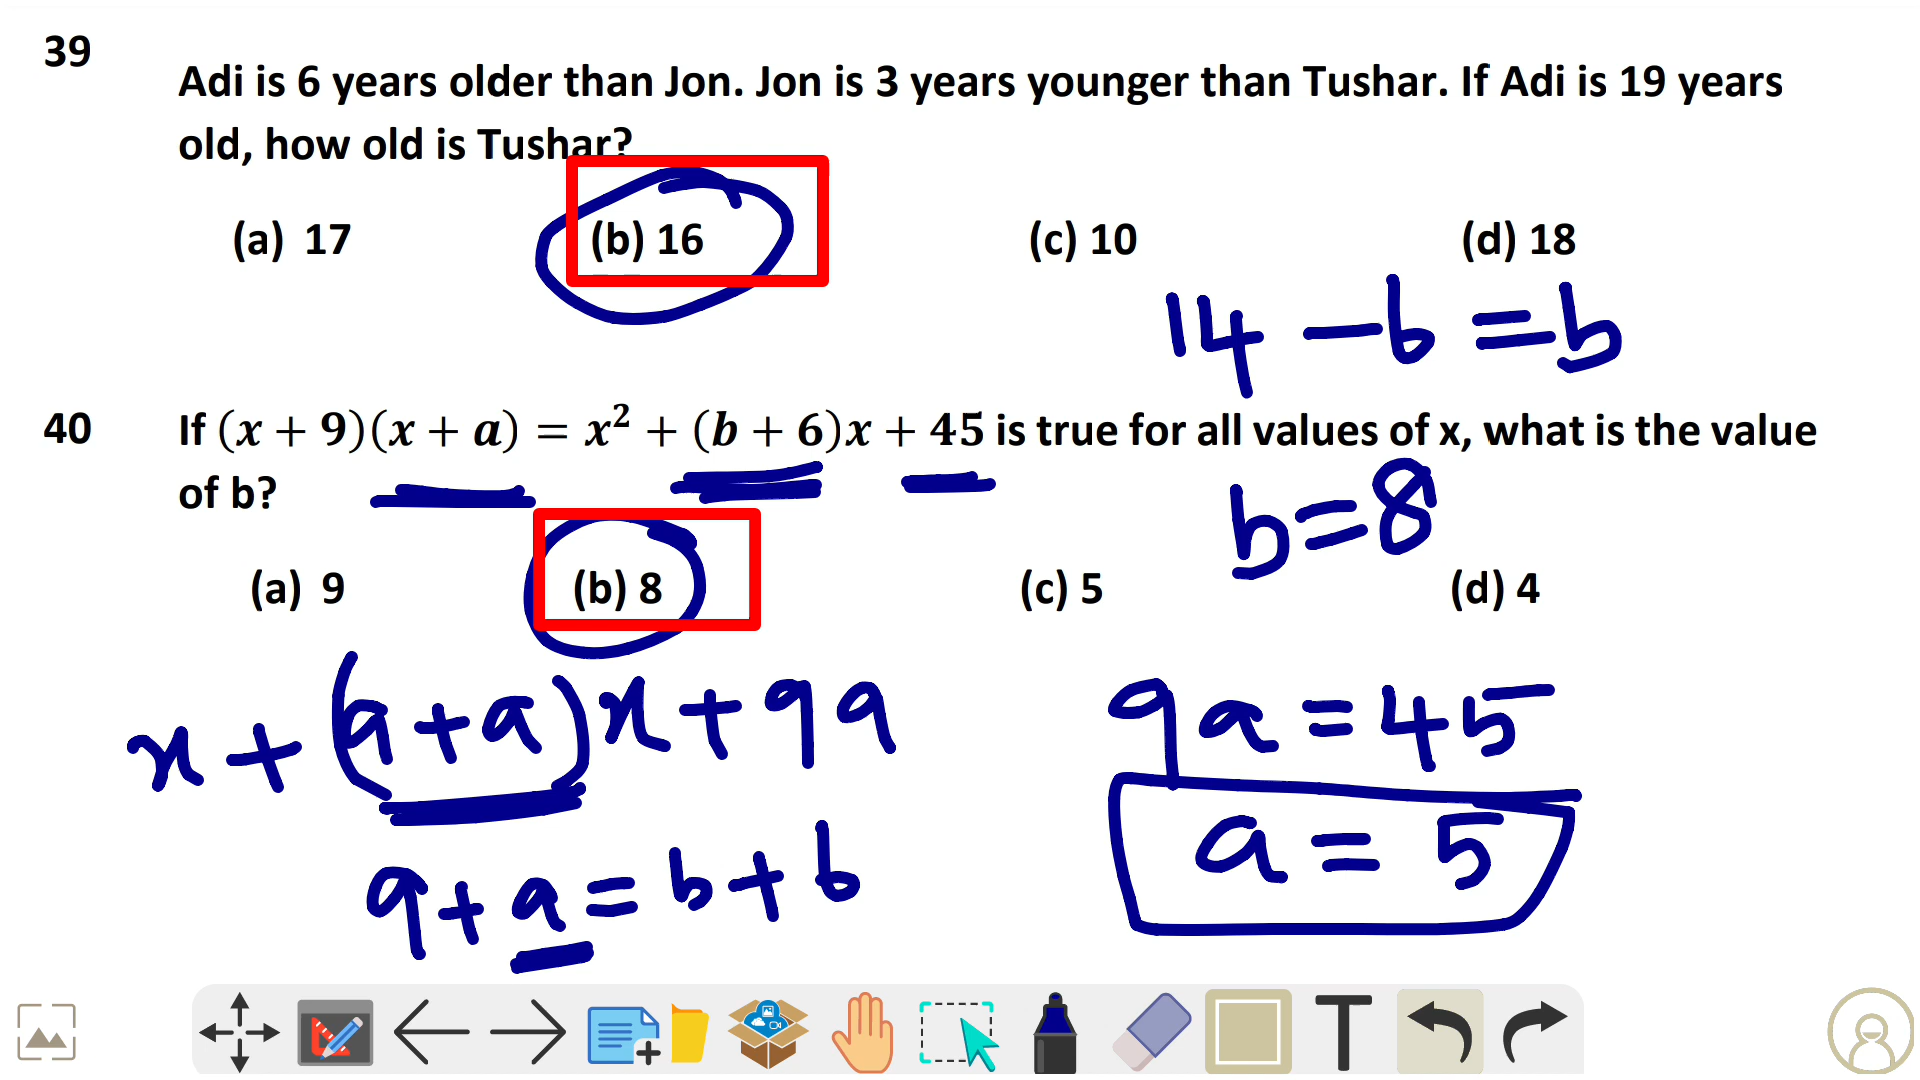 39
Adi is 6 years older than Jon. Jon is 3 years younger than Tushar. If Adi is 19 years
old, how old is Tushar?
(a) 17 (b) 16 (c) 10 (d) 18
14 - 6 = b
40 If (x + 9)(x + a) = x² + (b + 6)x + 45 is true for all values of x, what is the value
of b?
b = 8
(a) 9 (b) 8 (c) 5 (d) 4
x + (9 + a)x + 9a
9a = 45
a = 5
9 + a = b + 6
T